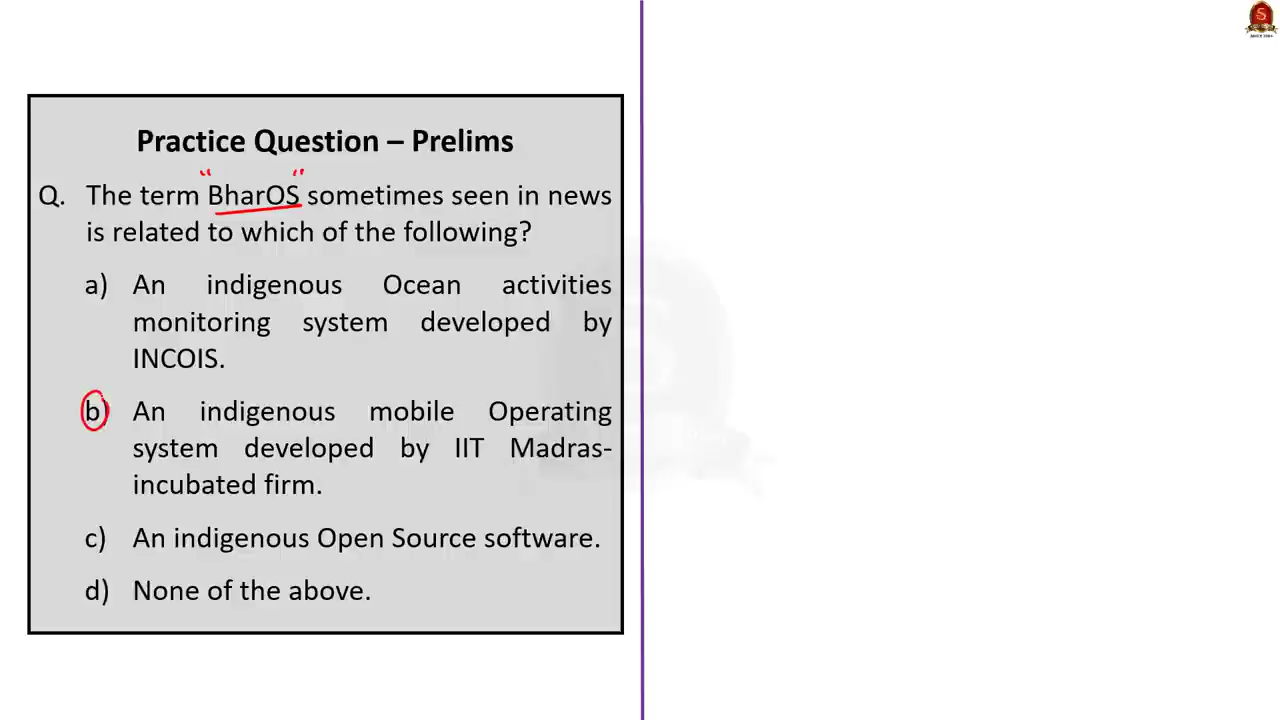 Practice Question – Prelims
Q. The term "BharOS" sometimes seen in news
is related to which of the following?
a) An indigenous Ocean activities
monitoring system developed by
INCOIS.
b) An indigenous mobile Operating
system developed by IIT Madras-
incubated firm.
c) An indigenous Open Source software.
d) None of the above.